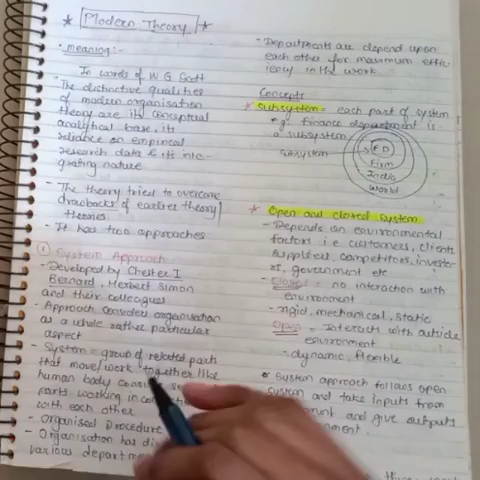 * Modern Theory *
• meaning:-
In words of W G Scott
"The distinctive qualities
of modern organisation
theory are its conceptual
analytical base, its
reliance on empirical
research data & its inte-
grating nature
- The theory tried to overcome
drawbacks of earlier theory/
theories
- It has two approaches
① System Approach
- Developed by Chester I
Bernard, Herbert Simon
and their colleagues
- Approach considers organisation
as a whole rather particular
aspect
- System = group of related parts
that move/work together like
human body
parts working in
with each other
- Organised Procedure
- Organisation has
various
- Departments are depend upon
each other for maximum effic-
iency in the work.
Concepts
* Subsystem = each part of system
eg Finance department is
a subsystem
Subsystem
FD
Firm
India
World
* Open and closed System
- Depends on environmental
factors i.e customers, clients
suppliers, competitors, invest-
or, government etc
- Closed = no interaction with
environment
- rigid, mechanical, static
Open = Interacts with outside
environment
- dynamic, flexible
• System approach follows open
system and take inputs from
and give outputs